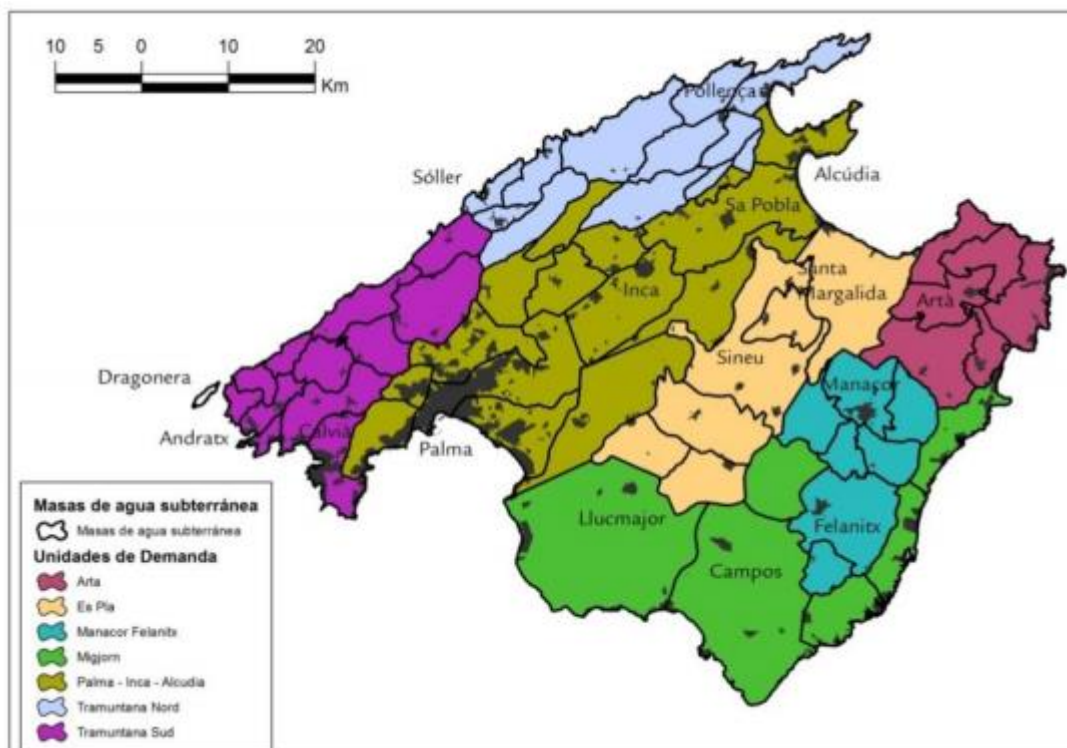 10 5 0 10 20
Km
Pollença
Sóller
Alcúdia
Sa Pobla
Inca
Santa
Margalida
Artà
Sineu
Dragonera
Manacor
Andratx
Calvià
Palma
Llucmajor
Felanitx
Campos
Masas de agua subterránea
Masas de agua subterránea
Unidades de Demanda
Arta
Es Pla
Manacor Felanitx
Migjorn
Palma - Inca - Alcudia
Tramuntana Nord
Tramuntana Sud